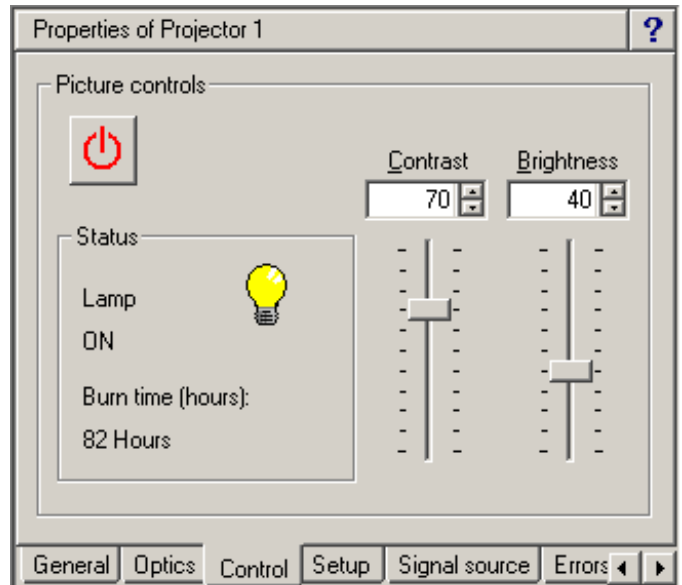 Properties of Projector 1 ?
Picture controls
Contrast Brightness
70 40
Status
Lamp
ON
Burn time (hours):
82 Hours
General Optics Control Setup Signal source Errors